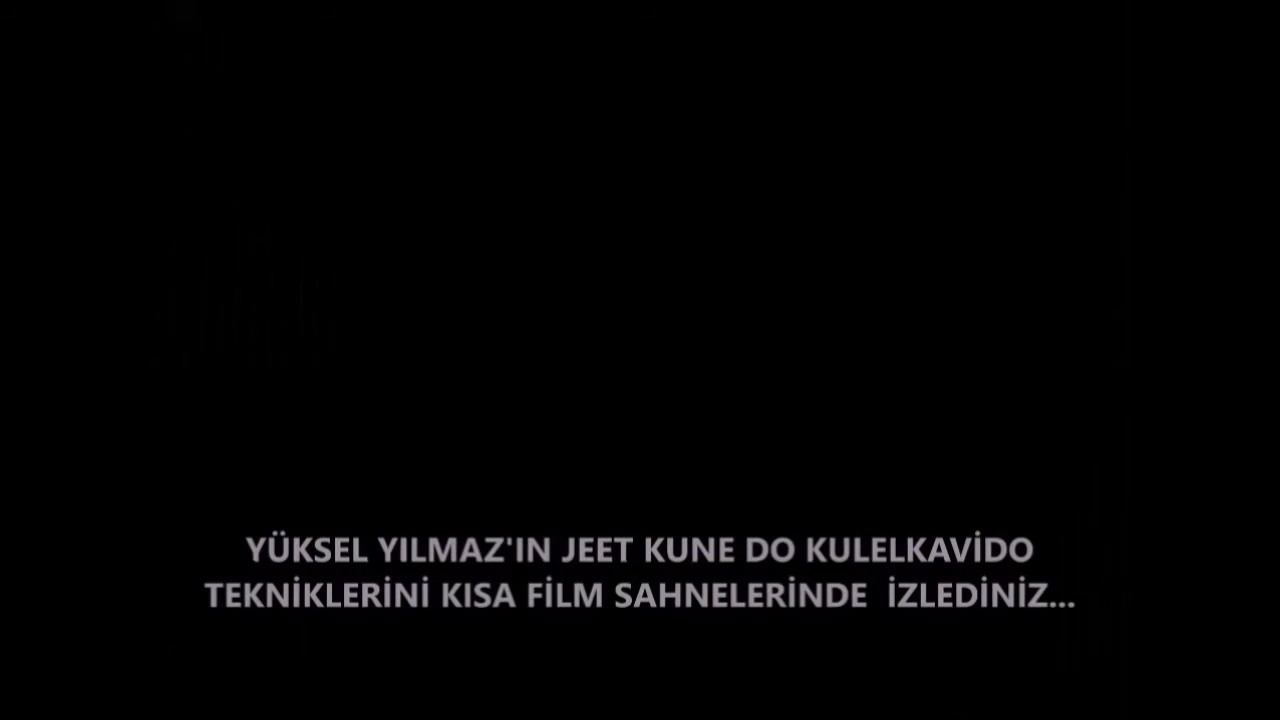 YÜKSEL YILMAZ'IN JEET KUNE DO KULELKAVİDO
TEKNİKLERİNİ KISA FİLM SAHNELERİNDE İZLEDİNİZ...